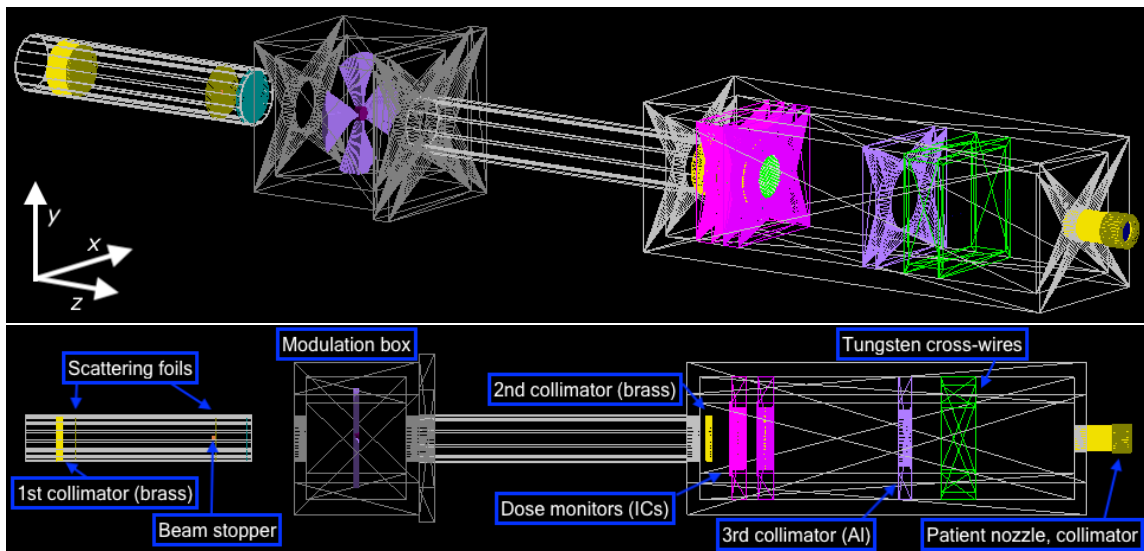 y
x
z
Modulation box
Tungsten cross-wires
Scattering foils
2nd collimator (brass)
1st collimator (brass)
Beam stopper
Dose monitors (ICs)
3rd collimator (Al)
Patient nozzle, collimator